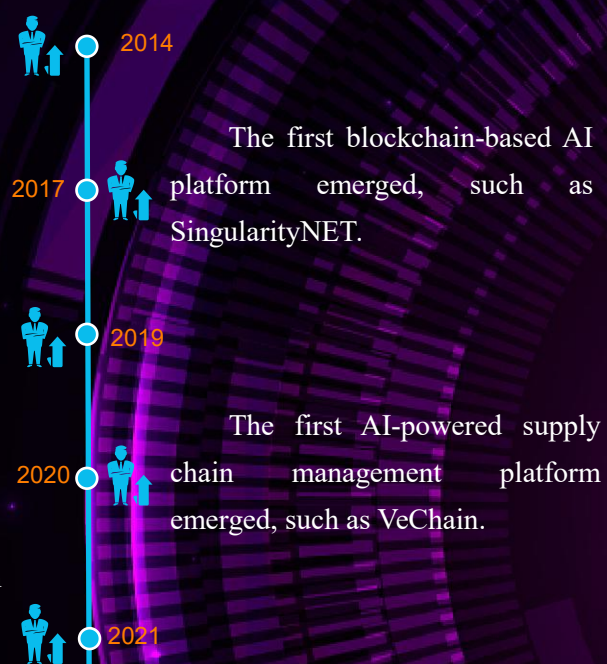 2014
The first blockchain-based AI
2017
platform emerged, such as
SingularityNET.
2019
The first AI-powered supply
2020
chain management platform
emerged, such as VeChain.
2021